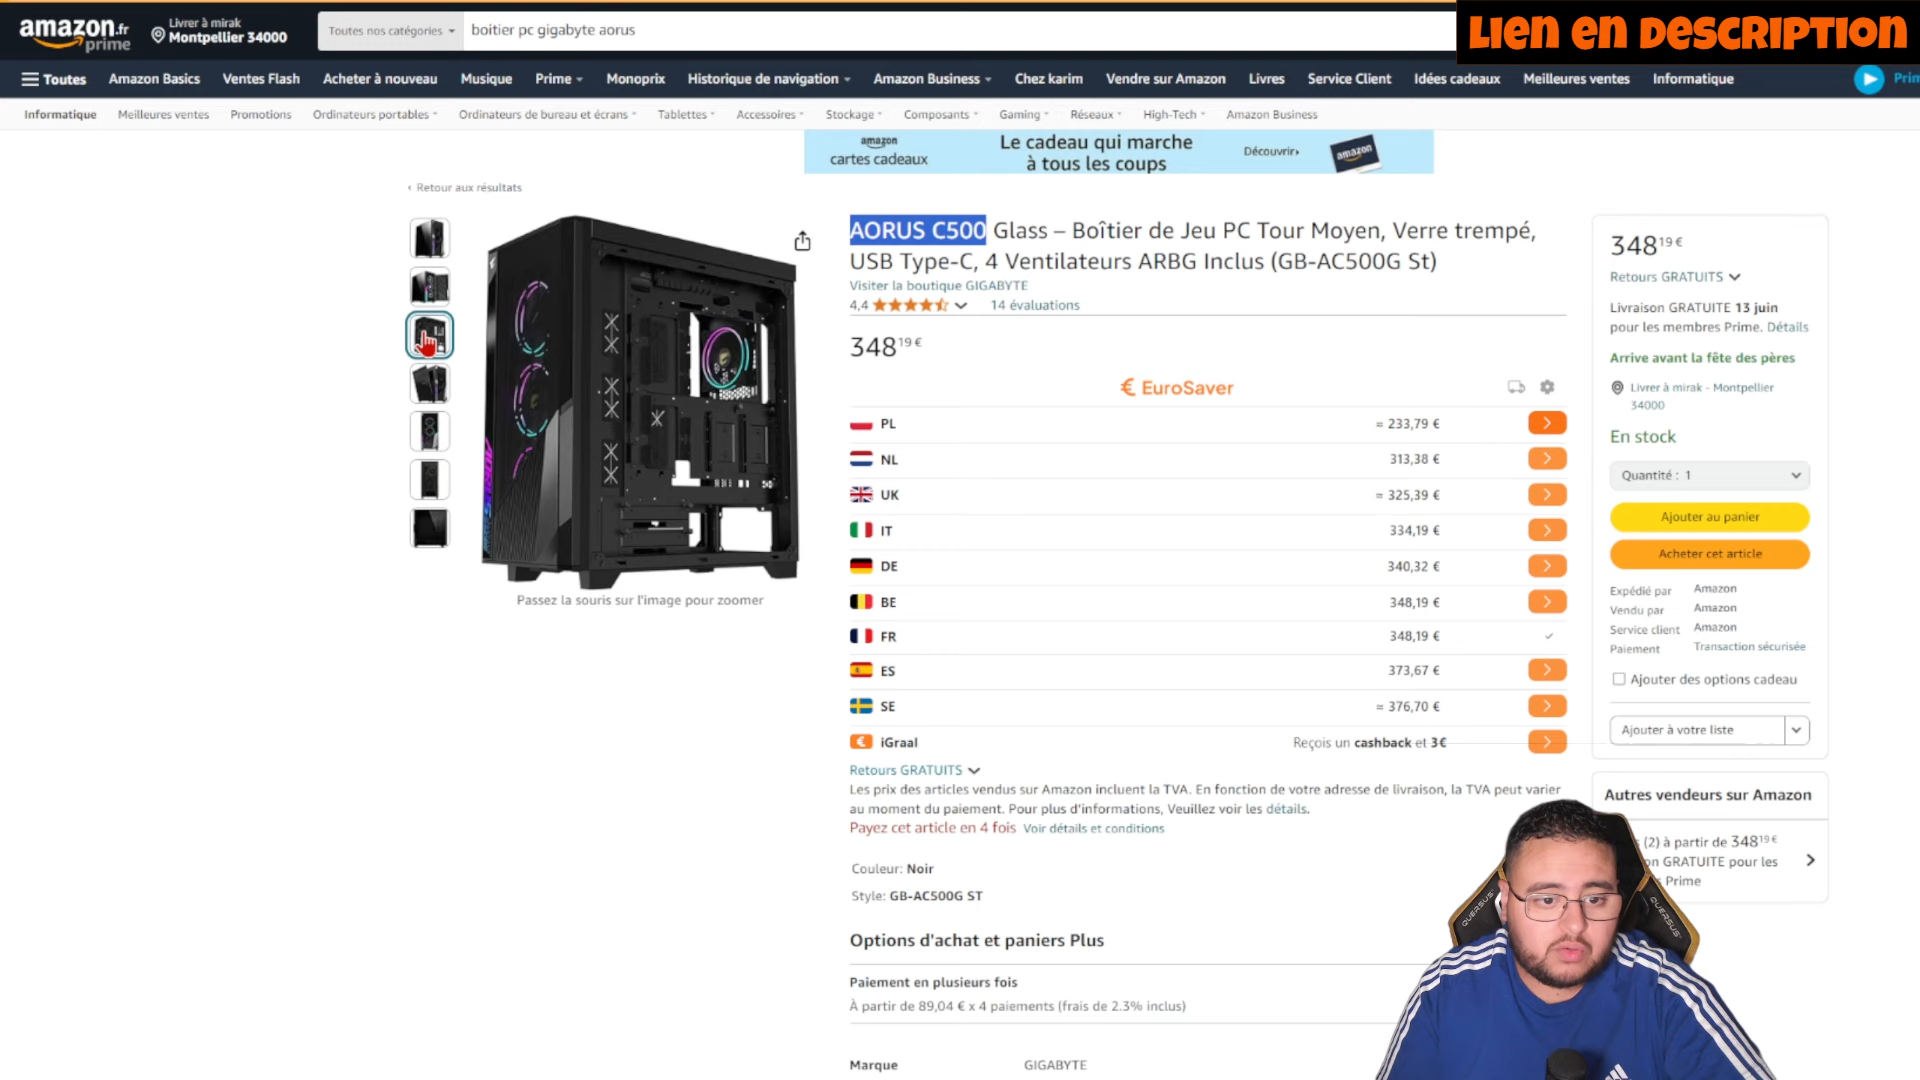 amazon.fr
prime
Livrer à mirak
Montpellier 34000
Toutes nos catégories
boitier pc gigabyte aorus
Lien en description
Toutes
Amazon Basics
Ventes Flash
Acheter à nouveau
Musique
Prime
Monoprix
Historique de navigation
Amazon Business
Chez karim
Vendre sur Amazon
Livres
Service Client
Idées cadeaux
Meilleures ventes
Informatique
Prim
Informatique
Meilleures ventes
Promotions
Ordinateurs portables
Ordinateurs de bureau et écrans
Tablettes
Accessoires
Stockage
Composants
Gaming
Réseaux
High-Tech
Amazon Business
amazon
cartes cadeaux
Le cadeau qui marche
à tous les coups
Découvrir›
amazon
‹ Retour aux résultats
Passez la souris sur l'image pour zoomer
AORUS C500 Glass – Boîtier de Jeu PC Tour Moyen, Verre trempé,
USB Type-C, 4 Ventilateurs ARBG Inclus (GB-AC500G St)
Visiter la boutique GIGABYTE
4,4
14 évaluations
348 19 €
€ EuroSaver
PL ≈ 233,79 €
NL 313,38 €
UK ≈ 325,39 €
IT 334,19 €
DE 340,32 €
BE 348,19 €
FR 348,19 €
ES 373,67 €
SE ≈ 376,70 €
€ iGraal Reçois un cashback et 3€
Retours GRATUITS
Les prix des articles vendus sur Amazon incluent la TVA. En fonction de votre adresse de livraison, la TVA peut varier
au moment du paiement. Pour plus d'informations, Veuillez voir les détails.
Payez cet article en 4 fois Voir détails et conditions
Couleur: Noir
Style: GB-AC500G ST
Options d'achat et paniers Plus
Paiement en plusieurs fois
À partir de 89,04 € x 4 paiements (frais de 2.3% inclus)
Marque GIGABYTE
348 19 €
Retours GRATUITS
Livraison GRATUITE 13 juin
pour les membres Prime. Détails
Arrive avant la fête des pères
Livrer à mirak - Montpellier
34000
En stock
Quantité : 1
Ajouter au panier
Acheter cet article
Expédié par Amazon
Vendu par Amazon
Service client Amazon
Paiement Transaction sécurisée
Ajouter des options cadeau
Ajouter à votre liste
Autres vendeurs sur Amazon
(2) à partir de 348 19 €
on GRATUITE pour les
Prime
QUERSUS
QUERSUS